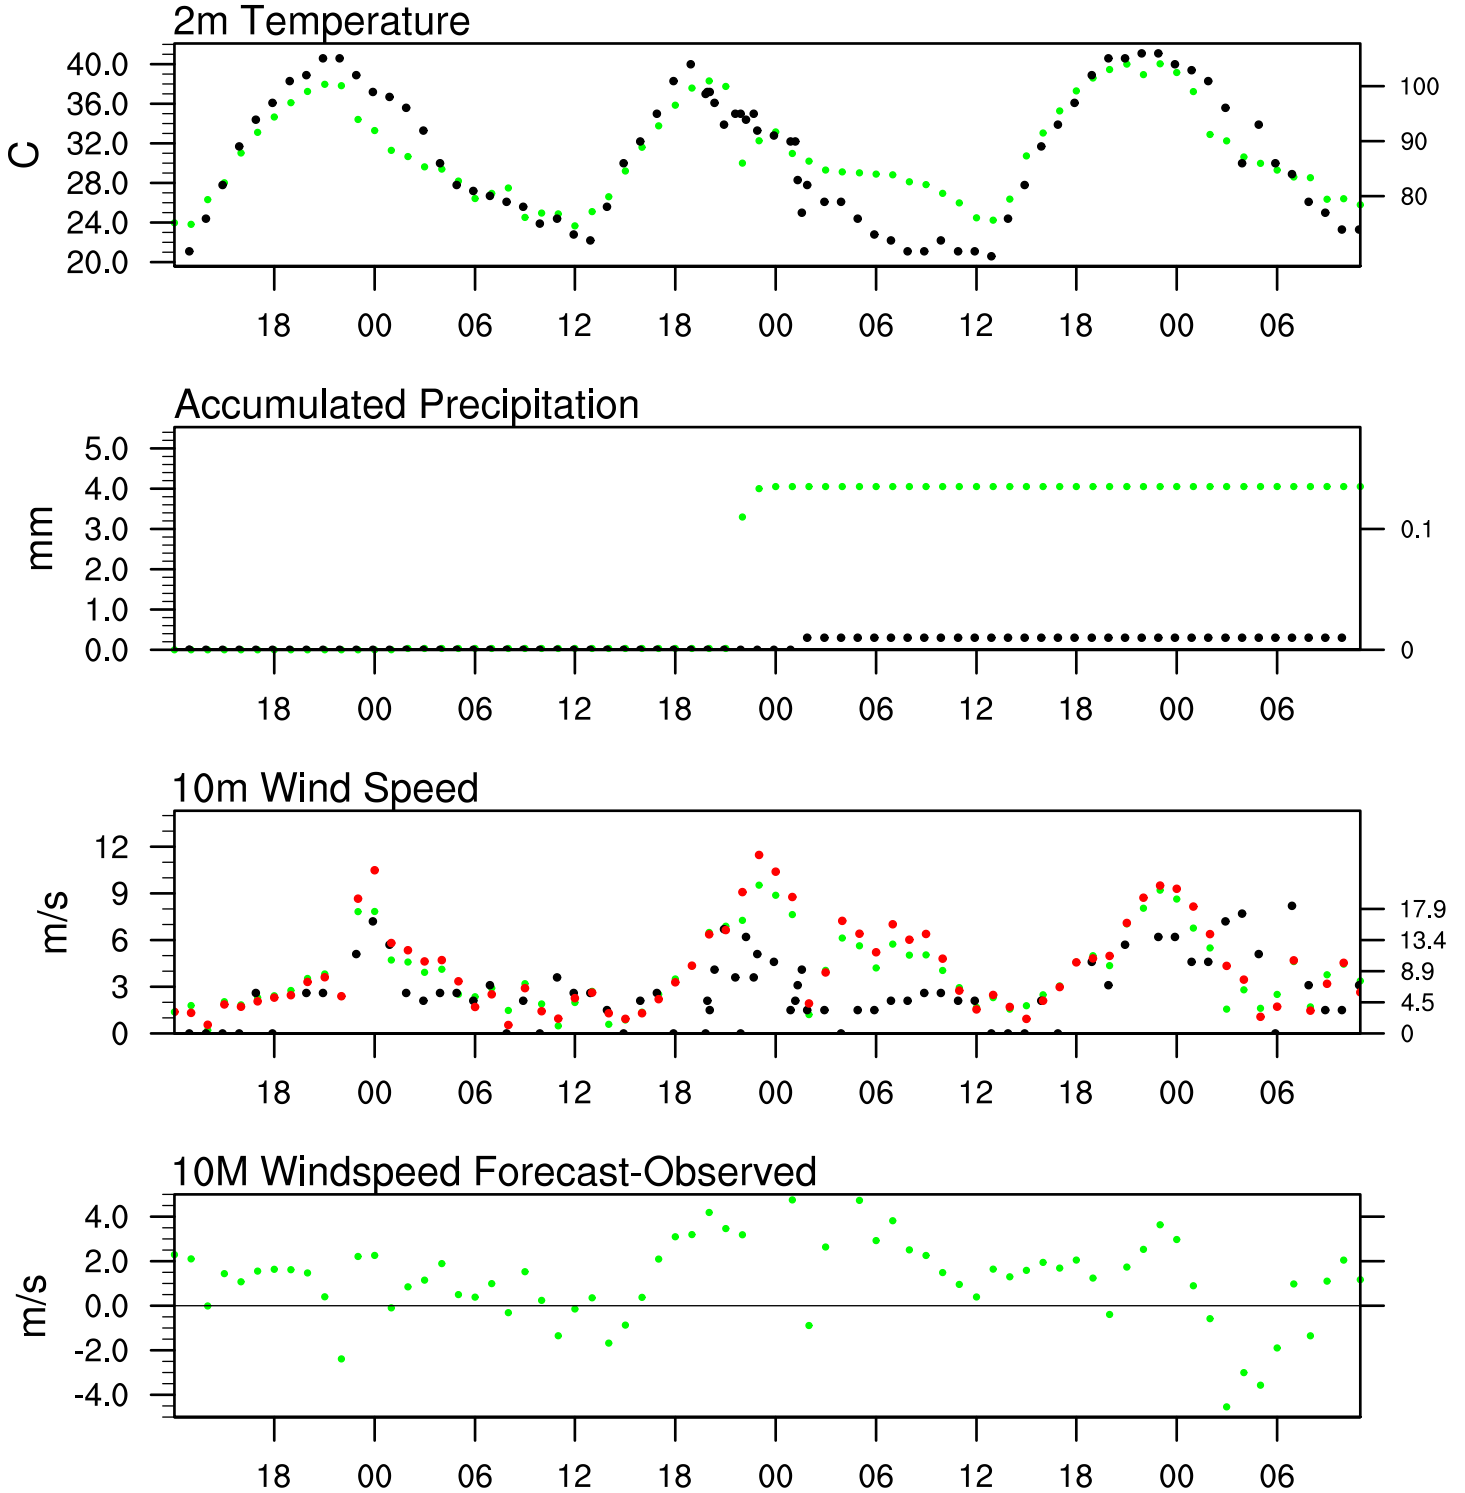 2m Temperature
40.0
36.0
32.0
28.0
24.0
20.0
C
100
90
80
18 00 06 12 18 00 06 12 18 00 06
Accumulated Precipitation
5.0
4.0
3.0
2.0
1.0
0.0
mm
0.1
0
18 00 06 12 18 00 06 12 18 00 06
10m Wind Speed
12
9
6
3
0
m/s
17.9
13.4
8.9
4.5
0
18 00 06 12 18 00 06 12 18 00 06
10M Windspeed Forecast-Observed
4.0
2.0
0.0
-2.0
-4.0
m/s
18 00 06 12 18 00 06 12 18 00 06